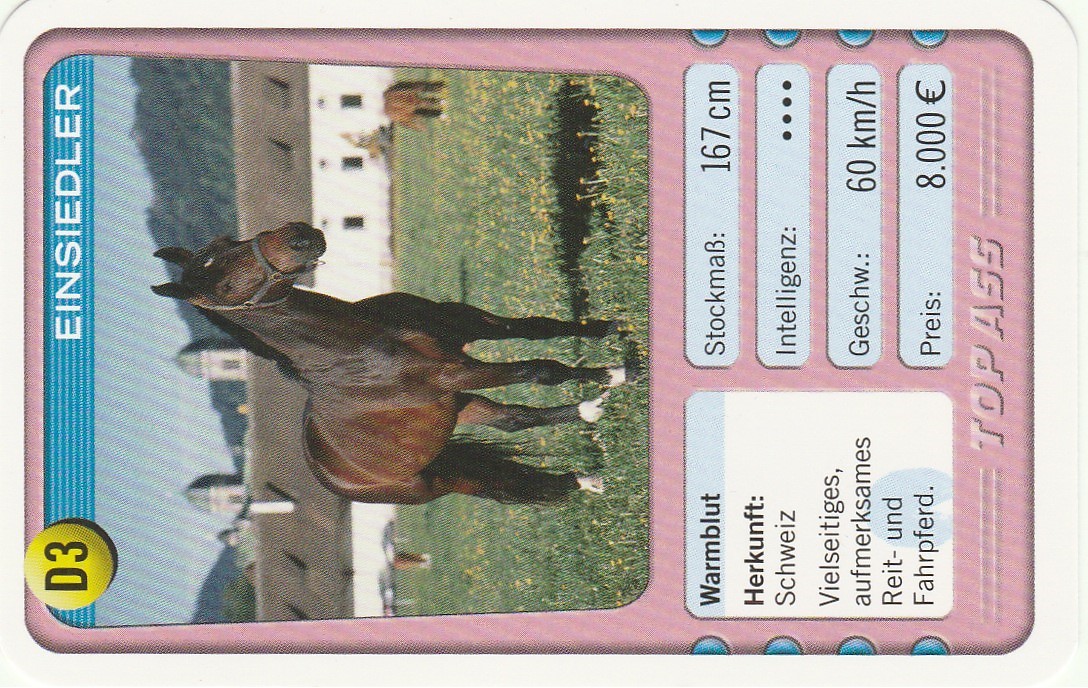 D3
EINSIEDLER
Warmblut
Herkunft:
Schweiz
Vielseitiges,
aufmerksames
Reit- und
Fahrpferd.
Stockmaß: 167 cm
Intelligenz: ••••
Geschw.: 60 km/h
Preis: 8.000 €
TOP ASS